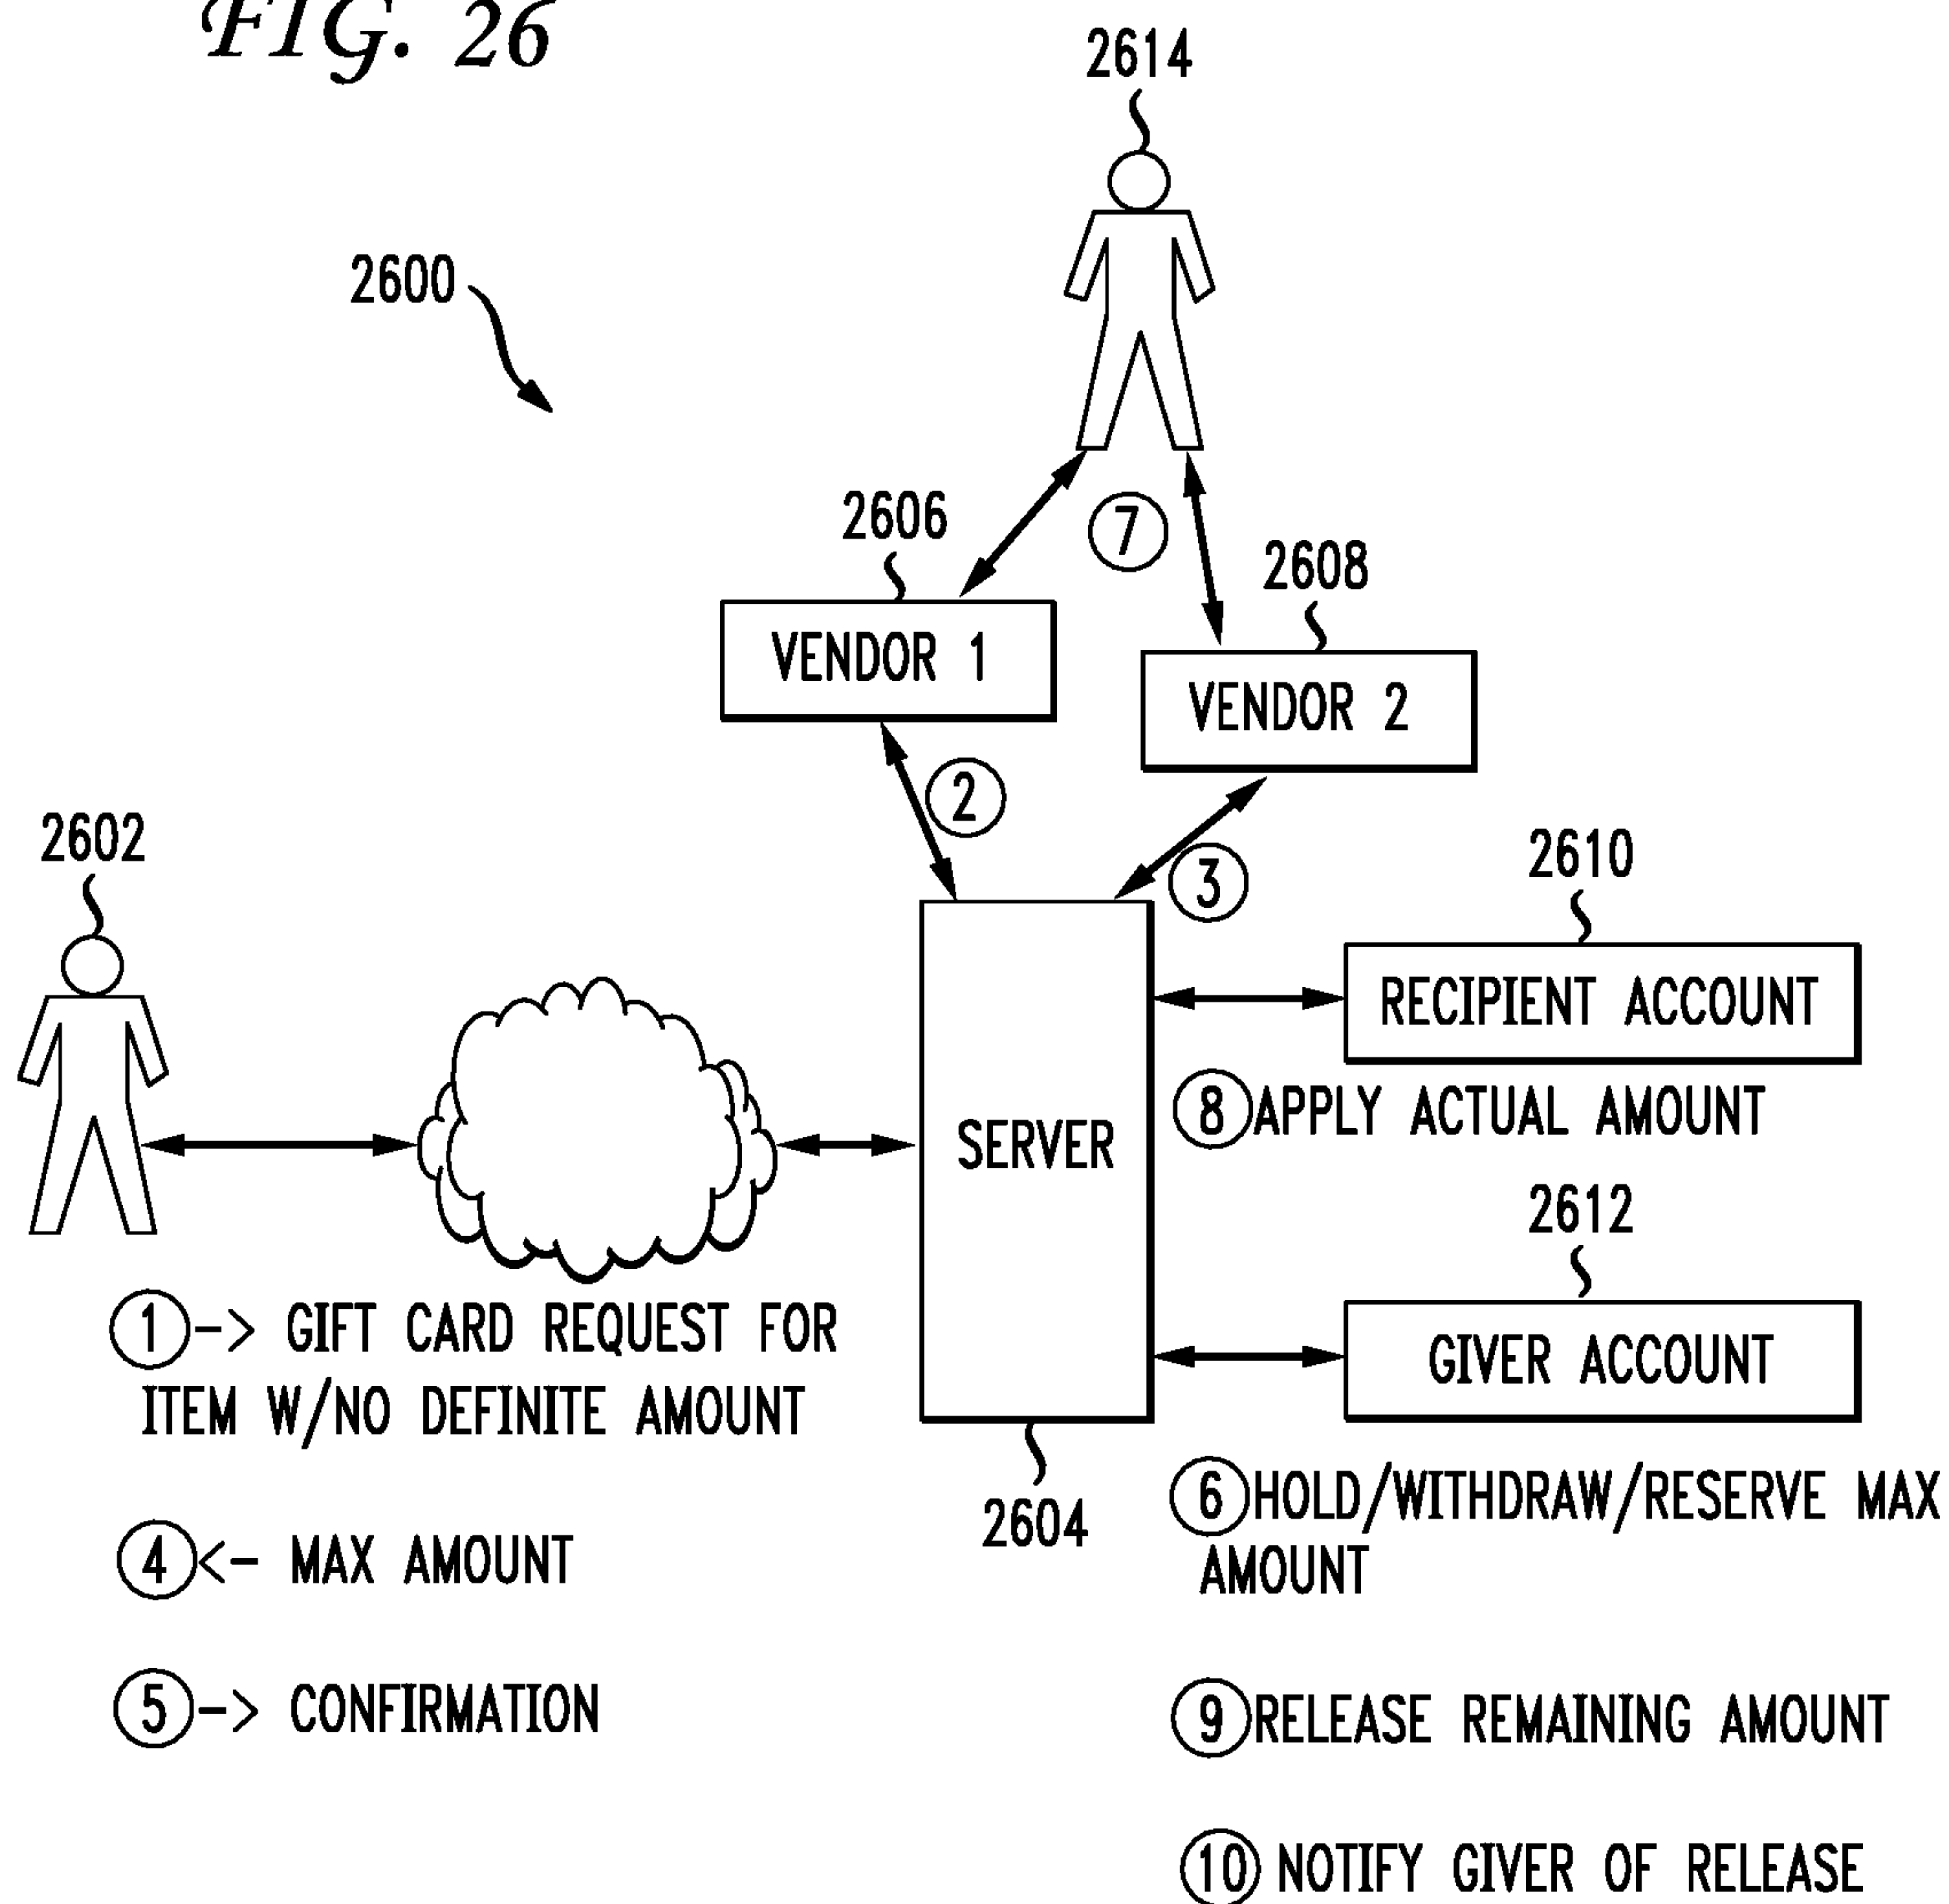 FIG. 26
2614
2600
2606
7
2608
VENDOR 1
VENDOR 2
2
2602
3
2610
RECIPIENT ACCOUNT
SERVER
8 APPLY ACTUAL AMOUNT
2612
GIVER ACCOUNT
1 -> GIFT CARD REQUEST FOR
ITEM W/NO DEFINITE AMOUNT
2604
6 HOLD/WITHDRAW/RESERVE MAX
AMOUNT
4 <- MAX AMOUNT
5 -> CONFIRMATION
9 RELEASE REMAINING AMOUNT
10 NOTIFY GIVER OF RELEASE